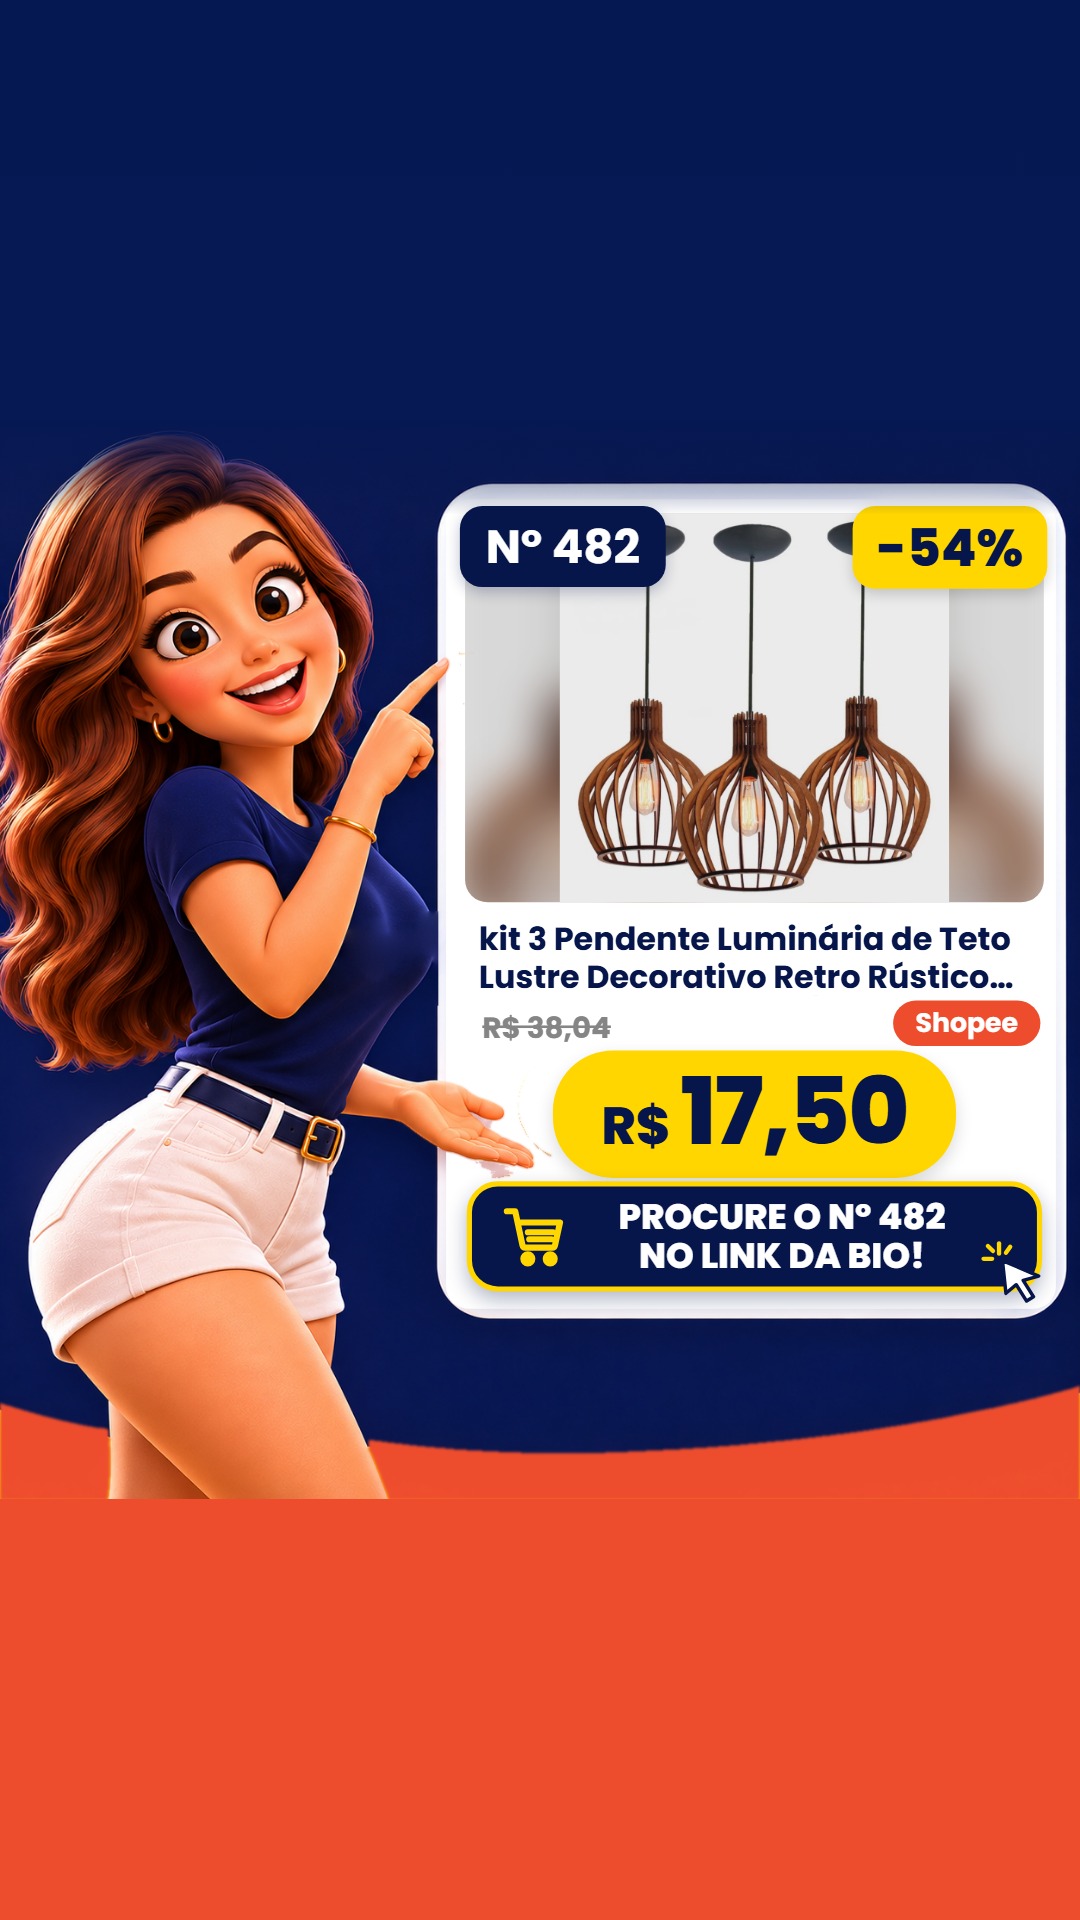 Nº 482
-54%
kit 3 Pendente Luminária de Teto
Lustre Decorativo Retro Rústico...
R$ 38,04
Shopee
R$ 17,50
PROCURE O Nº 482
NO LINK DA BIO!